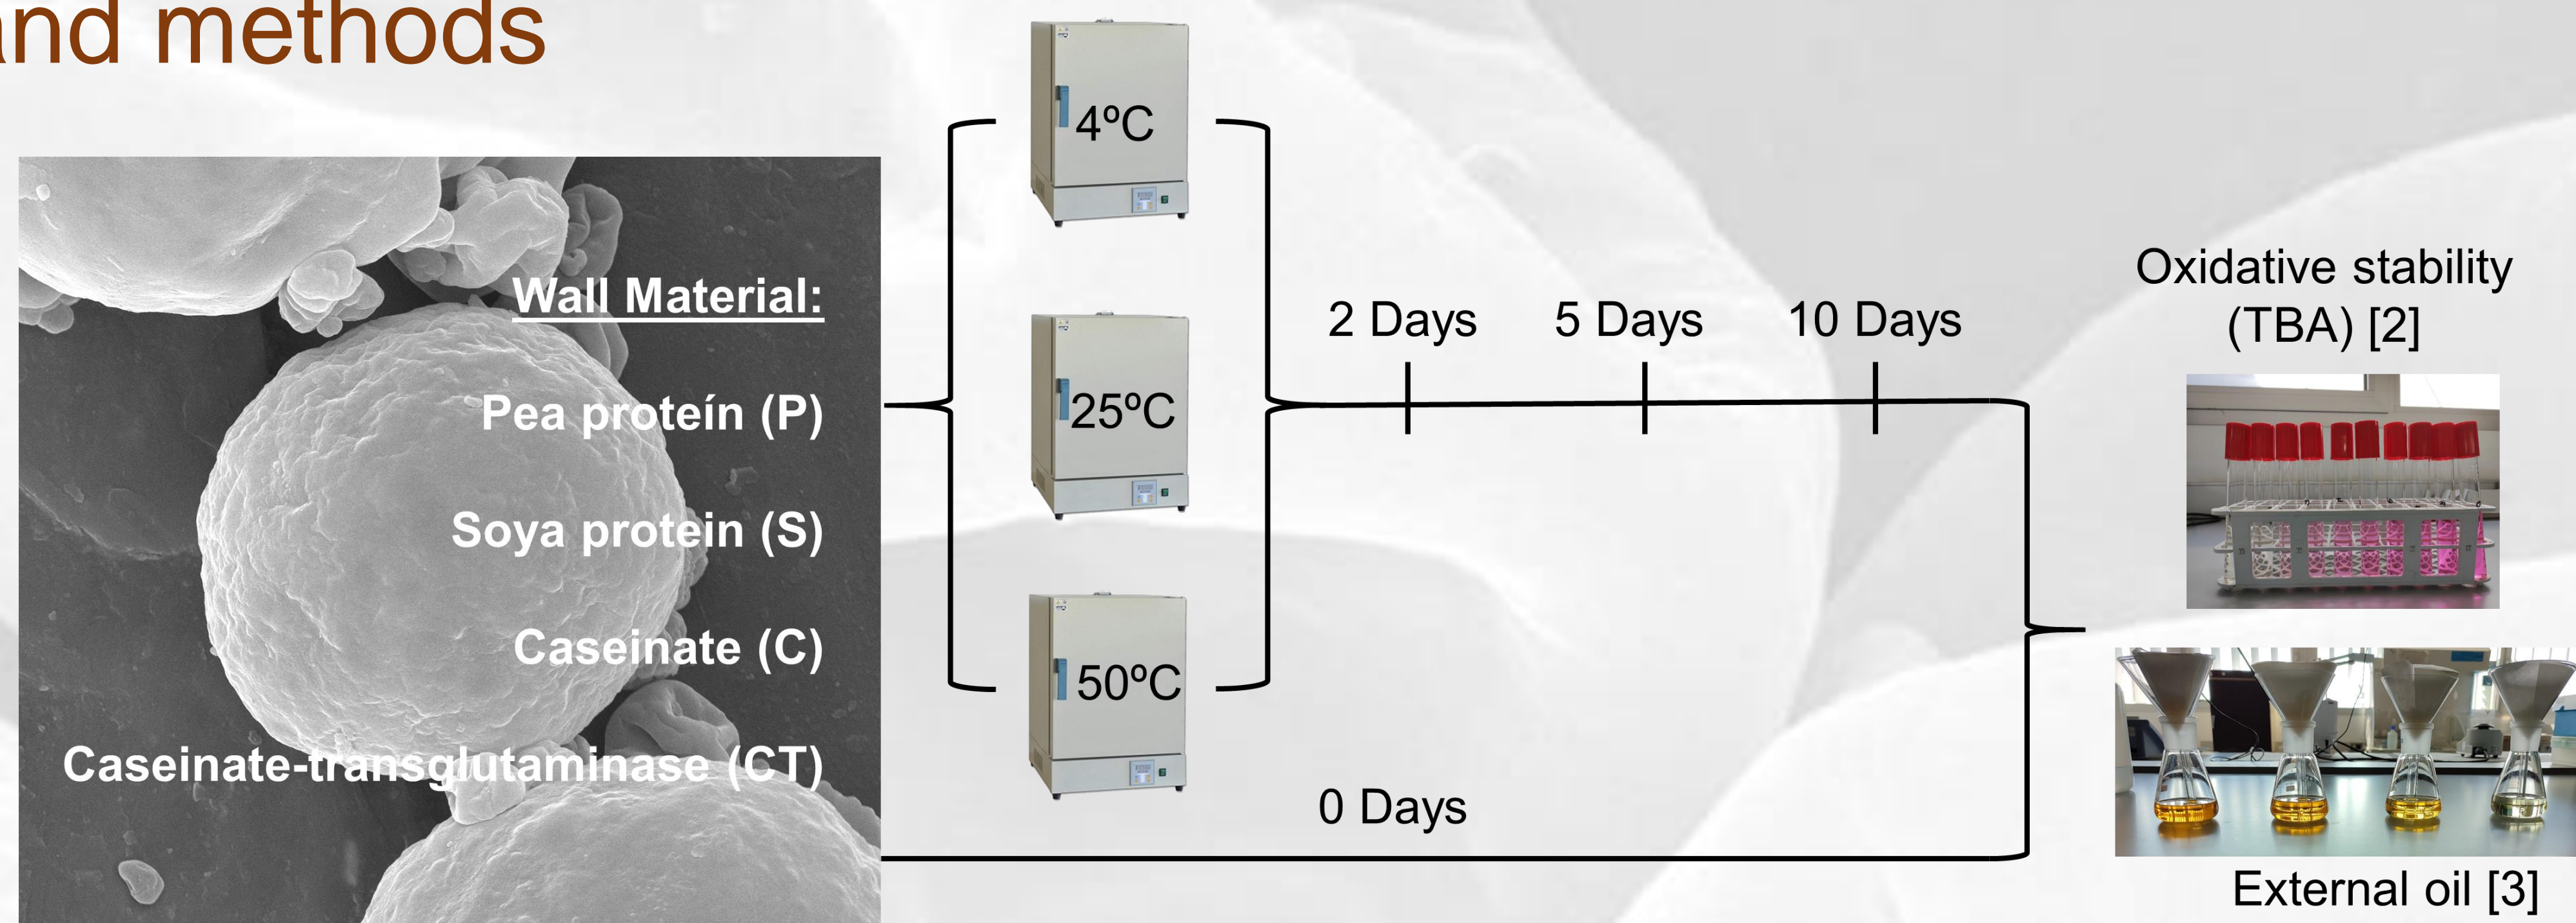 and methods
Wall Material:
Pea proteín (P)
Soya protein (S)
Caseinate (C)
Caseinate-transglutaminase (CT)
4ºC
25ºC
50ºC
2 Days
5 Days
10 Days
0 Days
Oxidative stability
(TBA) [2]
External oil [3]